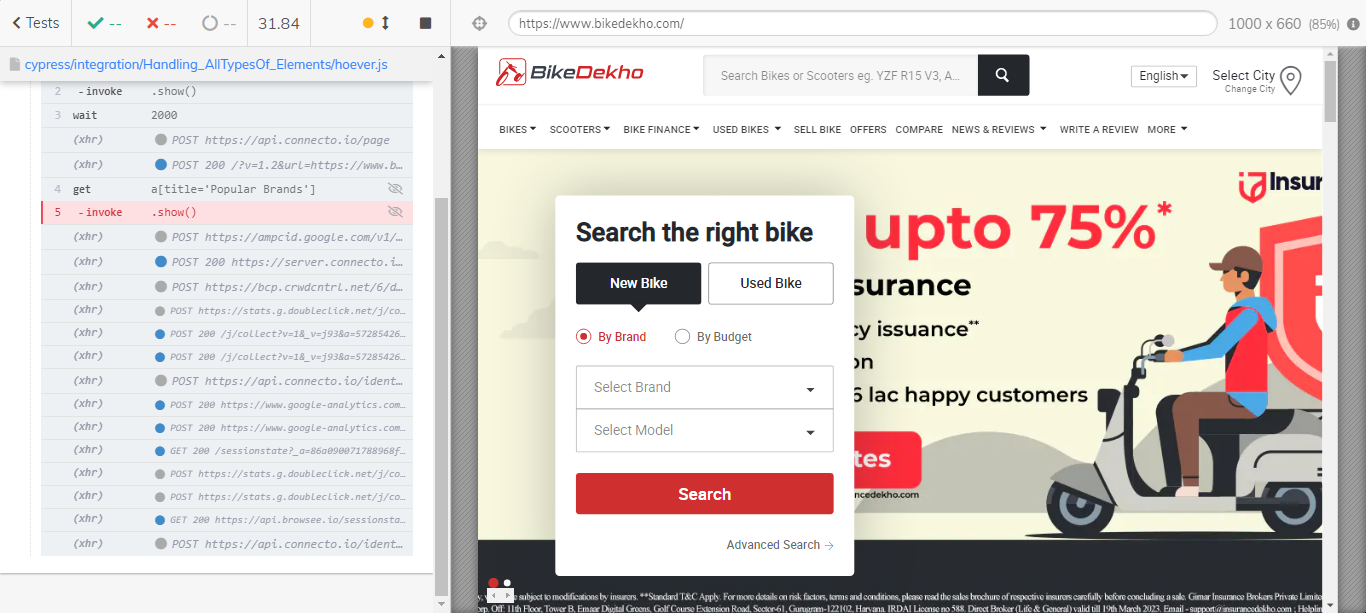 Tests
--
--
--
31.84
https://www.bikedekho.com/
1000 x 660 (85%)
cypress/integration/Handling_AllTypesOf_Elements/hoever.js
2 - invoke .show()
3 wait 2000
(xhr) POST https://api.connecto.io/page
(xhr) POST 200 /?v=1.2&url=https://www.b...
4 get a[title='Popular Brands']
5 - invoke .show()
(xhr) POST https://ampcid.google.com/v1/...
(xhr) POST 200 https://server.connecto.i...
(xhr) POST https://bcp.crwdcntrl.net/6/d...
(xhr) POST https://stats.g.doubleclick.net/j/co...
(xhr) POST 200 /j/collect?v=1&_v=j93&a=57285426...
(xhr) POST 200 /j/collect?v=1&_v=j93&a=57285426...
(xhr) POST https://api.connecto.io/ident...
(xhr) POST 200 https://www.google-analytics.com...
(xhr) POST 200 https://www.google-analytics.com...
(xhr) GET 200 /sessionstate?_a=86a09007178896 8f...
(xhr) POST https://stats.g.doubleclick.net/j/co...
(xhr) POST https://stats.g.doubleclick.net/j/co...
(xhr) GET 200 https://api.browsee.io/sessionsta...
(xhr) POST https://api.connecto.io/ident...
BikeDekho
Search Bikes or Scooters eg. YZF R15 V3, A...
English
Select City
Change City
BIKES SCOOTERS BIKE FINANCE USED BIKES SELL BIKE OFFERS COMPARE NEWS & REVIEWS WRITE A REVIEW MORE
Insur
upto 75%*
surance
cy issuance**
on
6 lac happy customers
tes
ncedekho.com
Search the right bike
New Bike Used Bike
By Brand By Budget
Select Brand
Select Model
Search
Advanced Search
subject to modifications by insurers. **Standard T&C Apply. For more details on risk factors, terms and conditions, please read the sales brochure of respective insurers carefully before concluding a sale. Girnar Insurance Brokers Private Limite
orp. Off: 11th Floor, Tower B, Emaar Digital Greens, Golf Course Extension Road, Sector-61, Gurugram-122102, Haryana. IRDAI License no 588. Direct Broker (Life & General) valid till 19th March 2023. Email - support@insurancedekho.com | Helplin